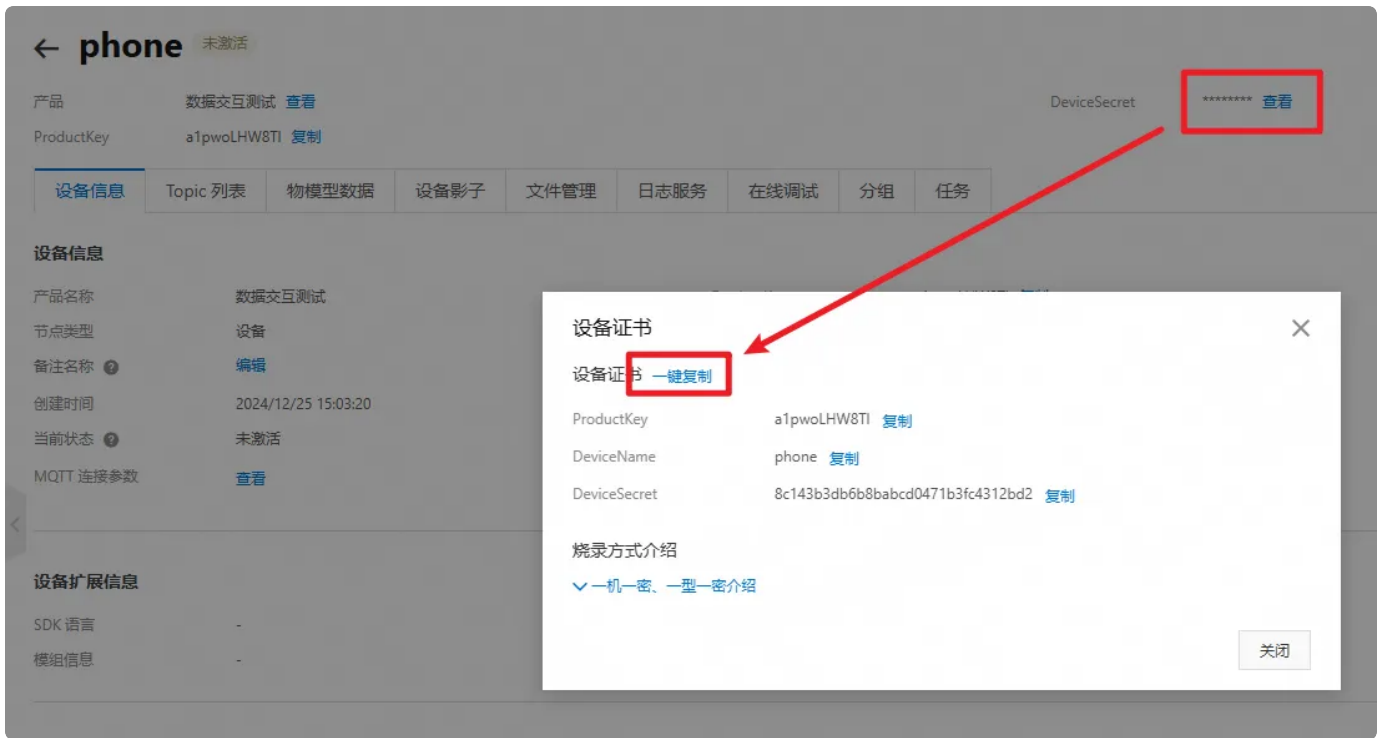 ← phone 未激活
产品 数据交互测试 查看 DeviceSecret ******** 查看
ProductKey a1pwoLHW8TI 复制
设备信息 Topic 列表 物模型数据 设备影子 文件管理 日志服务 在线调试 分组 任务
设备信息
产品名称 数据交互测试
节点类型 设备
备注名称 编辑
创建时间 2024/12/25 15:03:20
当前状态 未激活
MQTT 连接参数 查看
设备扩展信息
SDK 语言 -
模组信息 -
设备证书
设备证书 一键复制
ProductKey a1pwoLHW8TI 复制
DeviceName phone 复制
DeviceSecret 8c143b3db6b8babcd0471b3fc4312bd2 复制
烧录方式介绍
一机一密、一型一密介绍
关闭